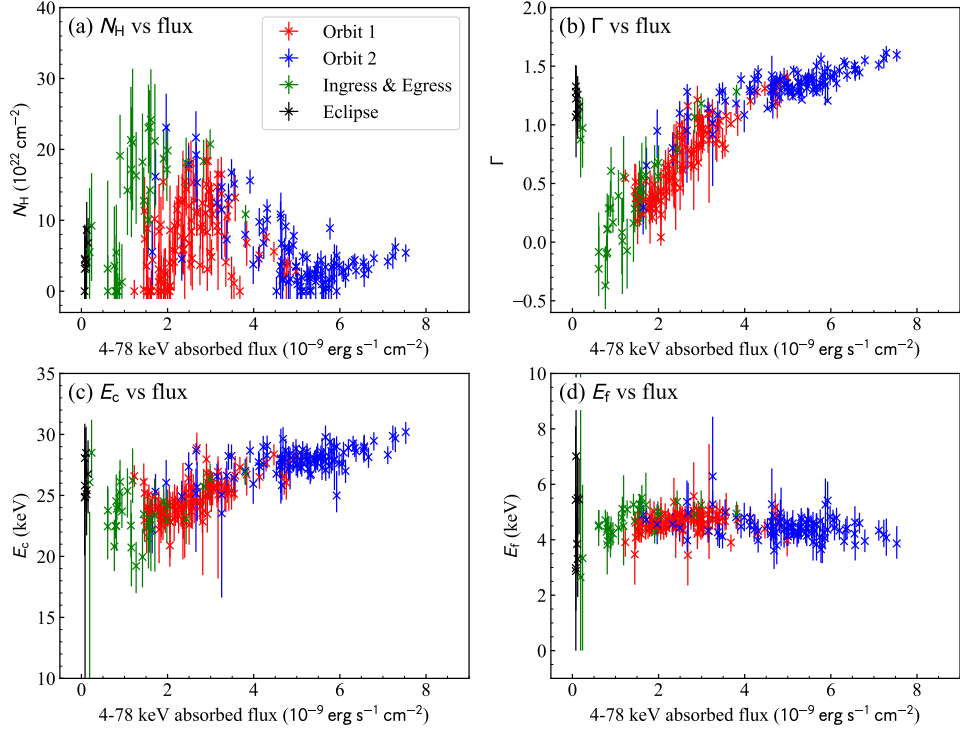 (a) N_H vs flux
Orbit 1
Orbit 2
Ingress & Egress
Eclipse
N_H (10^22 cm^−2)
40
30
20
10
0
0 2 4 6 8
4-78 keV absorbed flux (10^−9 erg s^−1 cm^−2)
(b) Γ vs flux
Γ
2.0
1.5
1.0
0.5
0.0
−0.5
0 2 4 6 8
4-78 keV absorbed flux (10^−9 erg s^−1 cm^−2)
(c) E_c vs flux
E_c (keV)
35
30
25
20
15
10
0 2 4 6 8
4-78 keV absorbed flux (10^−9 erg s^−1 cm^−2)
(d) E_f vs flux
E_f (keV)
10
8
6
4
2
0
0 2 4 6 8
4-78 keV absorbed flux (10^−9 erg s^−1 cm^−2)